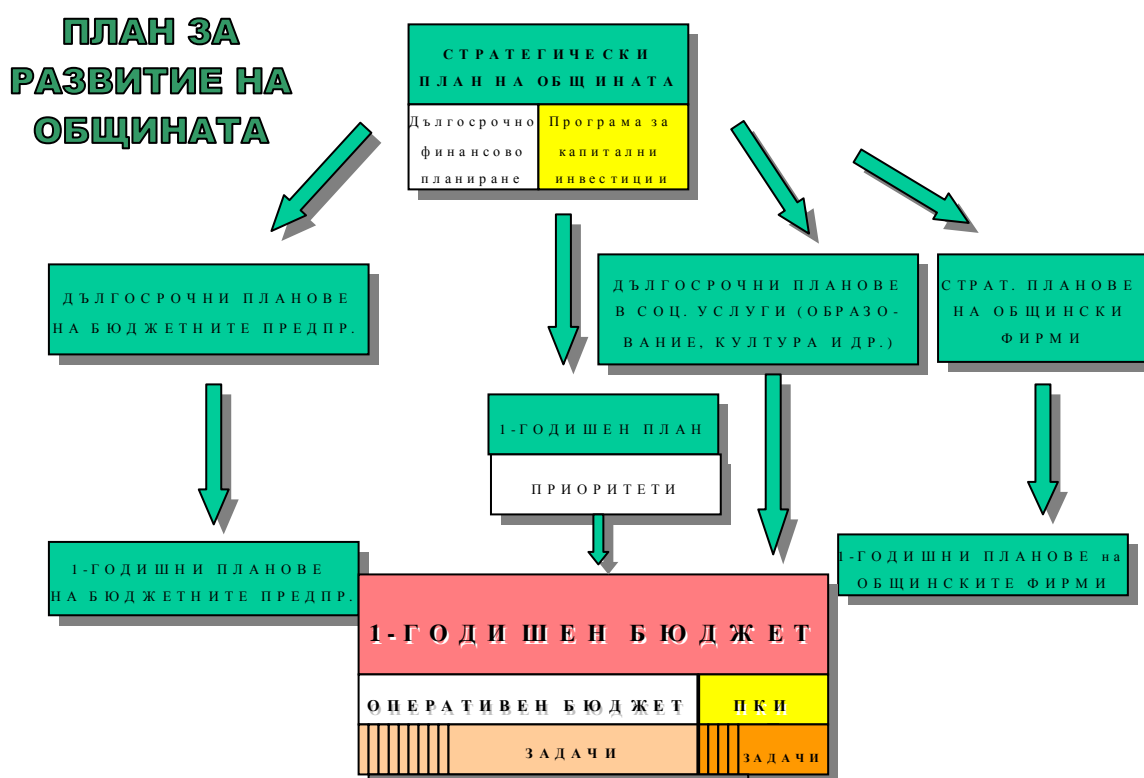 ПЛАН ЗА
РАЗВИТИЕ НА
ОБЩИНАТА
СТРАТЕГИЧЕСКИ
ПЛАН НА ОБЩИНАТА
Дългосрочно
финансово
планиране
Програма за
капитални
инвестиции
ДЪЛГОСРОЧНИ ПЛАНОВЕ
НА БЮДЖЕТНИТЕ ПРЕДПР.
ДЪЛГОСРОЧНИ ПЛАНОВЕ
В СОЦ. УСЛУГИ (ОБРАЗО-
ВАНИЕ, КУЛТУРА И ДР.)
СТРАТ. ПЛАНОВЕ
НА ОБЩИНСКИ
ФИРМИ
1-ГОДИШЕН ПЛАН
ПРИОРИТЕТИ
1-ГОДИШНИ ПЛАНОВЕ
НА БЮДЖЕТНИТЕ ПРЕДПР.
1-ГОДИШНИ ПЛАНОВЕ на
ОБЩИНСКИТЕ ФИРМИ
1-ГОДИШЕН БЮДЖЕТ
ОПЕРАТИВЕН БЮДЖЕТ
ПКИ
ЗАДАЧИ
ЗАДАЧИ